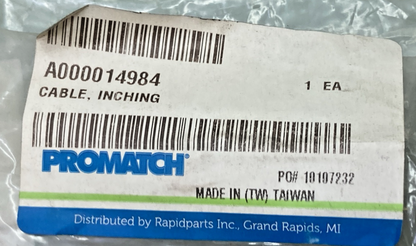 A000014984 1 EA
CABLE, INCHING
PROMATCH
PO# 10107232
MADE IN (TW) TAIWAN
Distributed by Rapidparts Inc., Grand Rapids, MI